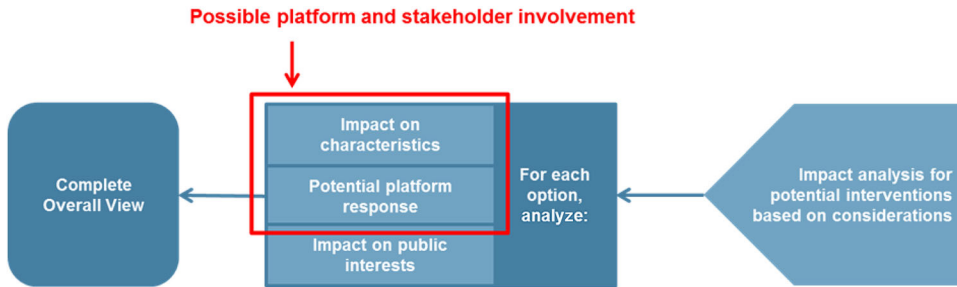 Possible platform and stakeholder involvement
Complete
Overall View
Impact on
characteristics
Potential platform
response
Impact on public
interests
For each
option,
analyze:
Impact analysis for
potential interventions
based on considerations